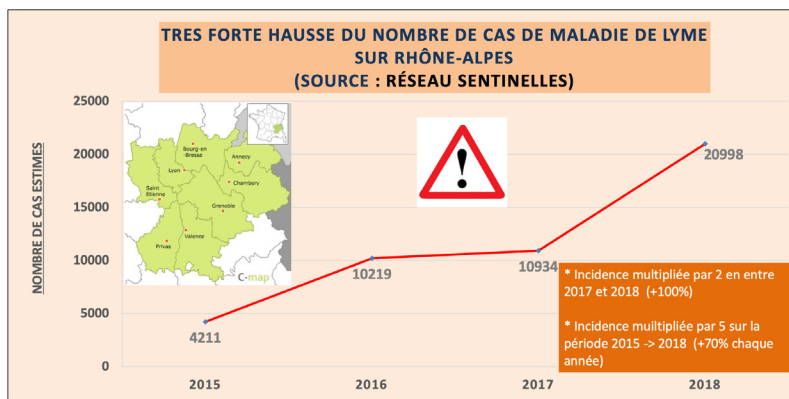 TRES FORTE HAUSSE DU NOMBRE DE CAS DE MALADIE DE LYME
SUR RHÔNE-ALPES
(SOURCE : RÉSEAU SENTINELLES)
NOMBRE DE CAS ESTIMES
25000
20000
15000
10000
5000
0
Bourg-en
Bresse
Annecy
Lyon
Chambery
Saint
Etienne
Grenoble
Valence
Privas
C-map
!
4211
10219
10934
20998
* Incidence multipliée par 2 en entre
2017 et 2018 (+100%)
* Incidence muiltipliée par 5 sur la
période 2015 -> 2018 (+70% chaque
année)
2015
2016
2017
2018